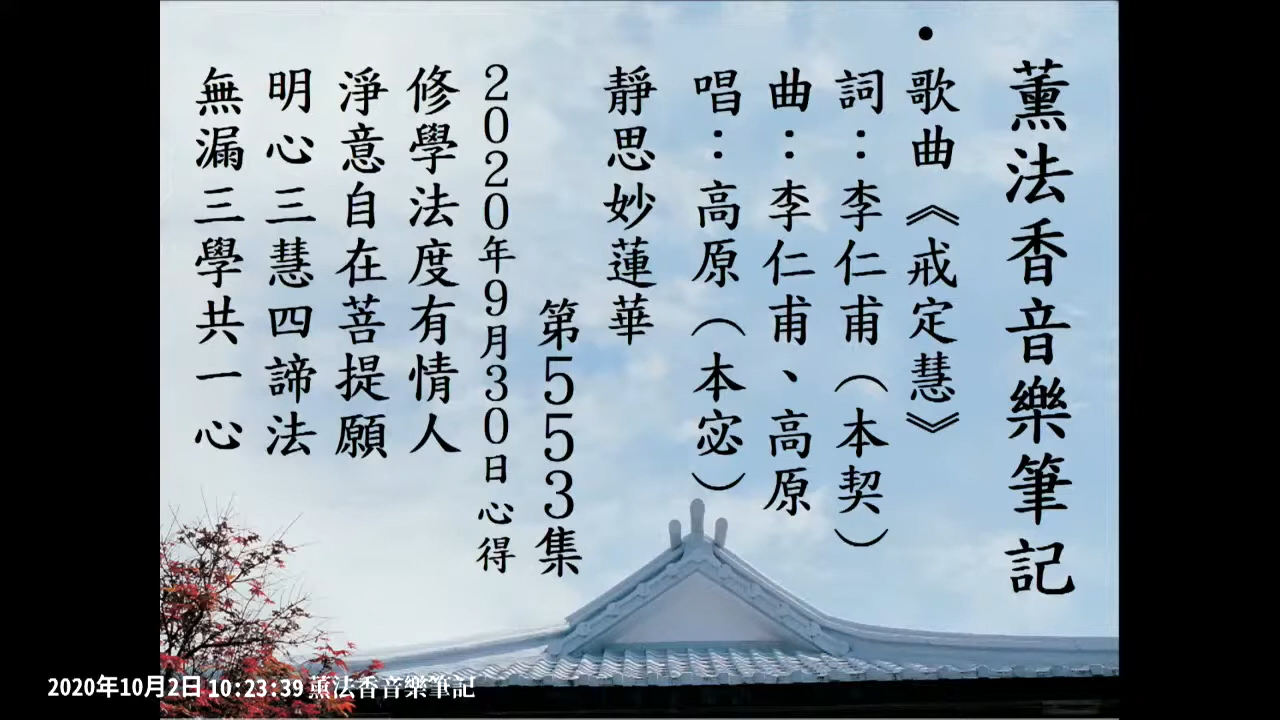 薰法香音樂筆記
•歌曲《戒定慧》
詞：李仁甫（本契）
曲：李仁甫、高原
唱：高原（本宓）
靜思妙蓮華
第553集
2020年9月30日心得
修學法度有情人
淨意自在菩提願
明心三慧四諦法
無漏三學共一心
2020年10月2日 10:23:39 薰法香音樂筆記